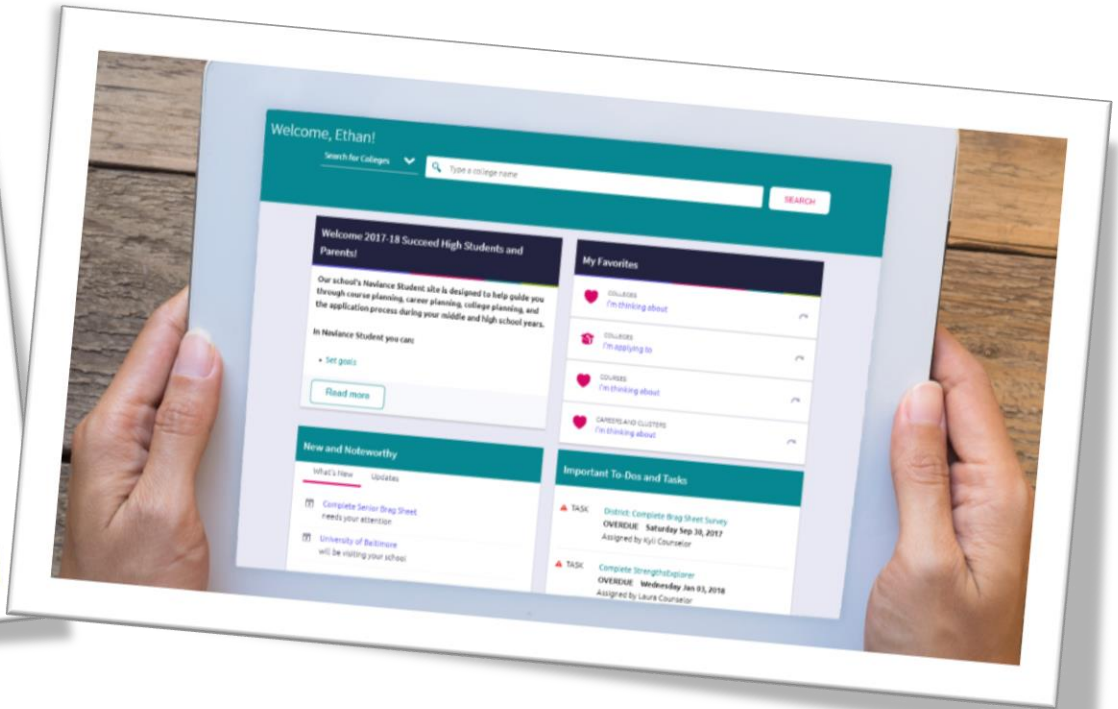 Welcome, Ethan!
Search for Colleges
Type a college name
SEARCH
Welcome 2017-18 Succeed High Students and
Parents!
Our school's Naviance Student site is designed to help guide you
through course planning, career planning, college planning, and
the application process during your middle and high school years.
In Naviance Student you can:
• Set goals
Read more
My Favorites
COLLEGES
I'm thinking about
COLLEGES
I'm applying to
COURSES
I'm thinking about
CAREERS AND CLUSTERS
I'm thinking about
New and Noteworthy
What's New Updates
Complete Senior Brag Sheet
needs your attention
University of Baltimore
will be visiting your school
Important To-Dos and Tasks
TASK District: Complete Brag Sheet Survey
OVERDUE Saturday Sep 30, 2017
Assigned by Kyli Counselor
TASK Complete StrengthsExplorer
OVERDUE Wednesday Jan 03, 2018
Assigned by Laura Counselor